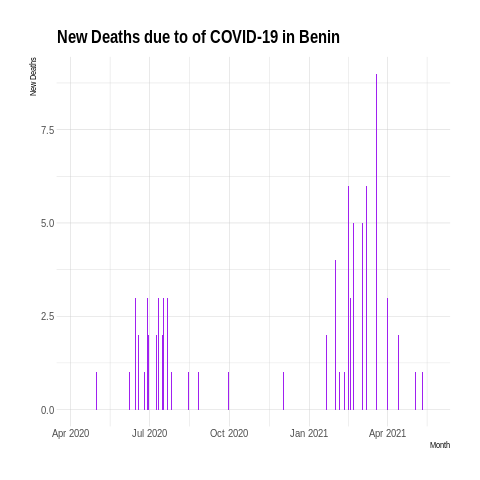 New Deaths due to of COVID-19 in Benin
New Deaths
7.5
5.0
2.5
0.0
Apr 2020 Jul 2020 Oct 2020 Jan 2021 Apr 2021
Month